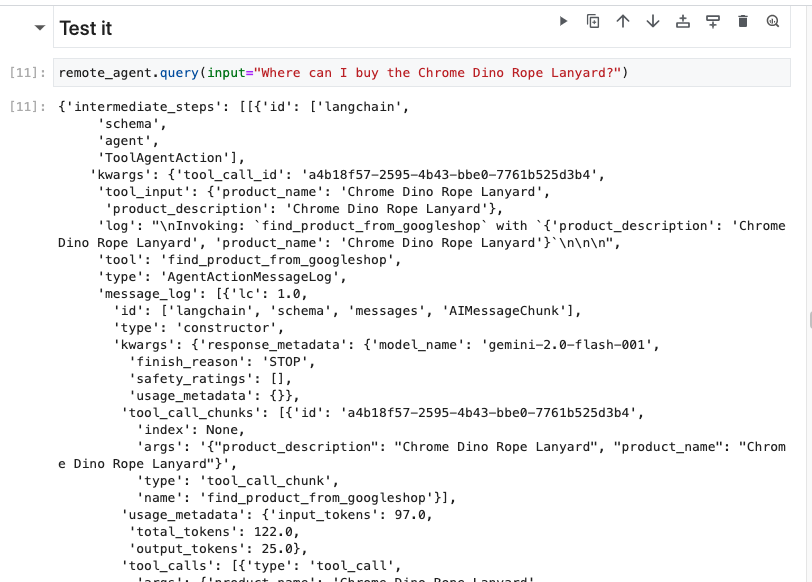 Test it
[11]: remote_agent.query(input="Where can I buy the Chrome Dino Rope Lanyard?")
[11]: {'intermediate_steps': [[{'id': ['langchain',
'schema',
'agent',
'ToolAgentAction'],
'kwargs': {'tool_call_id': 'a4b18f57-2595-4b43-bbe0-7761b525d3b4',
'tool_input': {'product_name': 'Chrome Dino Rope Lanyard',
'product_description': 'Chrome Dino Rope Lanyard'},
'log': "\nInvoking: `find_product_from_googleshop` with `{'product_description': 'Chrome
Dino Rope Lanyard', 'product_name': 'Chrome Dino Rope Lanyard'}`\n\n\n",
'tool': 'find_product_from_googleshop',
'type': 'AgentActionMessageLog',
'message_log': [{'lc': 1.0,
'id': ['langchain', 'schema', 'messages', 'AIMessageChunk'],
'type': 'constructor',
'kwargs': {'response_metadata': {'model_name': 'gemini-2.0-flash-001',
'finish_reason': 'STOP',
'safety_ratings': [],
'usage_metadata': {}},
'tool_call_chunks': [{'id': 'a4b18f57-2595-4b43-bbe0-7761b525d3b4',
'index': None,
'args': '{"product_description": "Chrome Dino Rope Lanyard", "product_name": "Chrom
e Dino Rope Lanyard"}',
'type': 'tool_call_chunk',
'name': 'find_product_from_googleshop'}],
'usage_metadata': {'input_tokens': 97.0,
'total_tokens': 122.0,
'output_tokens': 25.0},
'tool_calls': [{'type': 'tool_call',
'args': {'product_name': 'Chrome Dino Rope Lanyard',